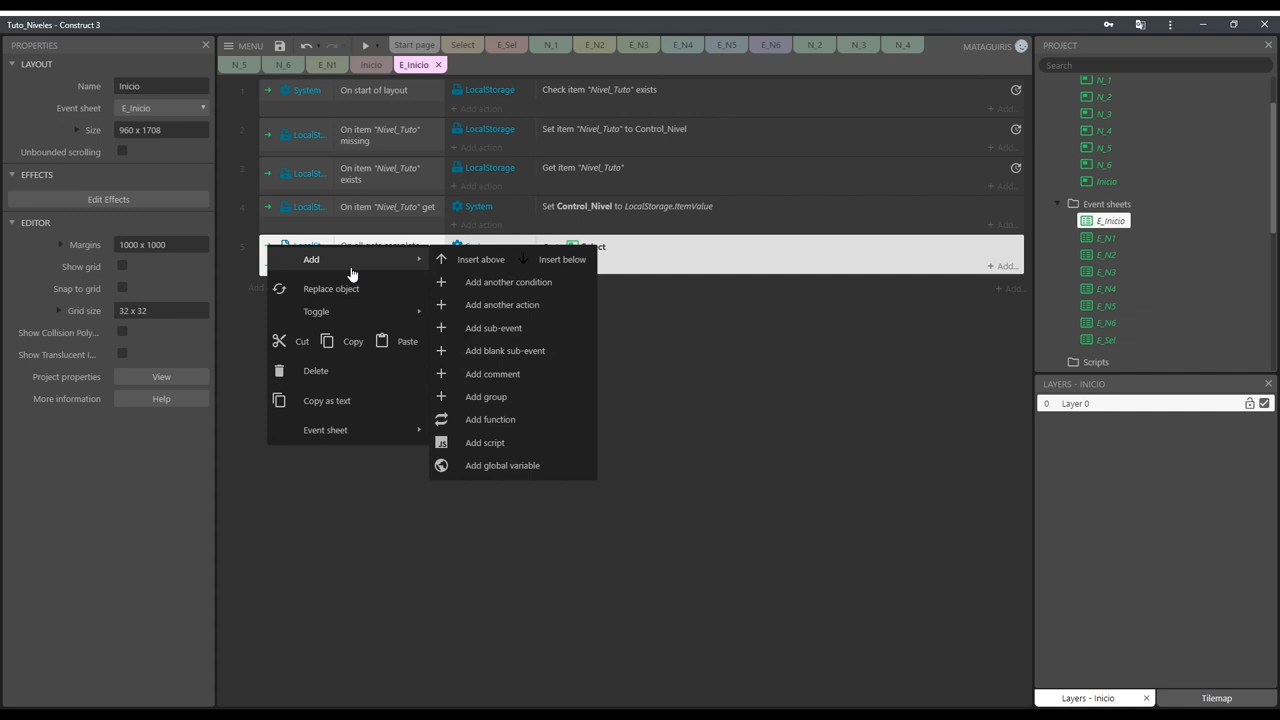 Tuto_Niveles - Construct 3
PROPERTIES
MENU
Start page
Select
E_Sel
N_1
E_N2
E_N3
E_N4
E_N5
E_N6
N_2
N_3
N_4
MATAGUIRIS
PROJECT
N_5
N_6
E_N1
Inicio
E_Inicio
Search
LAYOUT
Name
Inicio
Event sheet
E_Inicio
Size
960 x 1708
Unbounded scrolling
EFFECTS
Edit Effects
EDITOR
Margins
1000 x 1000
Show grid
Snap to grid
Grid size
32 x 32
Show Collision Poly...
Show Translucent I...
Project properties
View
More information
Help
1
System
On start of layout
LocalStorage
Check item "Nivel_Tuto" exists
+ Add action
+ Add...
2
LocalSt...
On item "Nivel_Tuto" missing
LocalStorage
Set item "Nivel_Tuto" to Control_Nivel
+ Add action
+ Add...
3
LocalSt...
On item "Nivel_Tuto" exists
LocalStorage
Get item "Nivel_Tuto"
+ Add action
+ Add...
4
LocalSt...
On item "Nivel_Tuto" get
System
Set Control_Nivel to LocalStorage.ItemValue
+ Add action
+ Add...
5
+ Add...
Add
+ Add...
Add
Replace object
Toggle
Cut
Copy
Paste
Delete
Copy as text
Event sheet
Insert above
Insert below
Add another condition
Add another action
Add sub-event
Add blank sub-event
Add comment
Add group
Add function
JS
Add script
Add global variable
N_1
N_2
N_3
N_4
N_5
N_6
Inicio
Event sheets
E_Inicio
E_N1
E_N2
E_N3
E_N4
E_N5
E_N6
E_Sel
Scripts
LAYERS - INICIO
0
Layer 0
Layers - Inicio
Tilemap